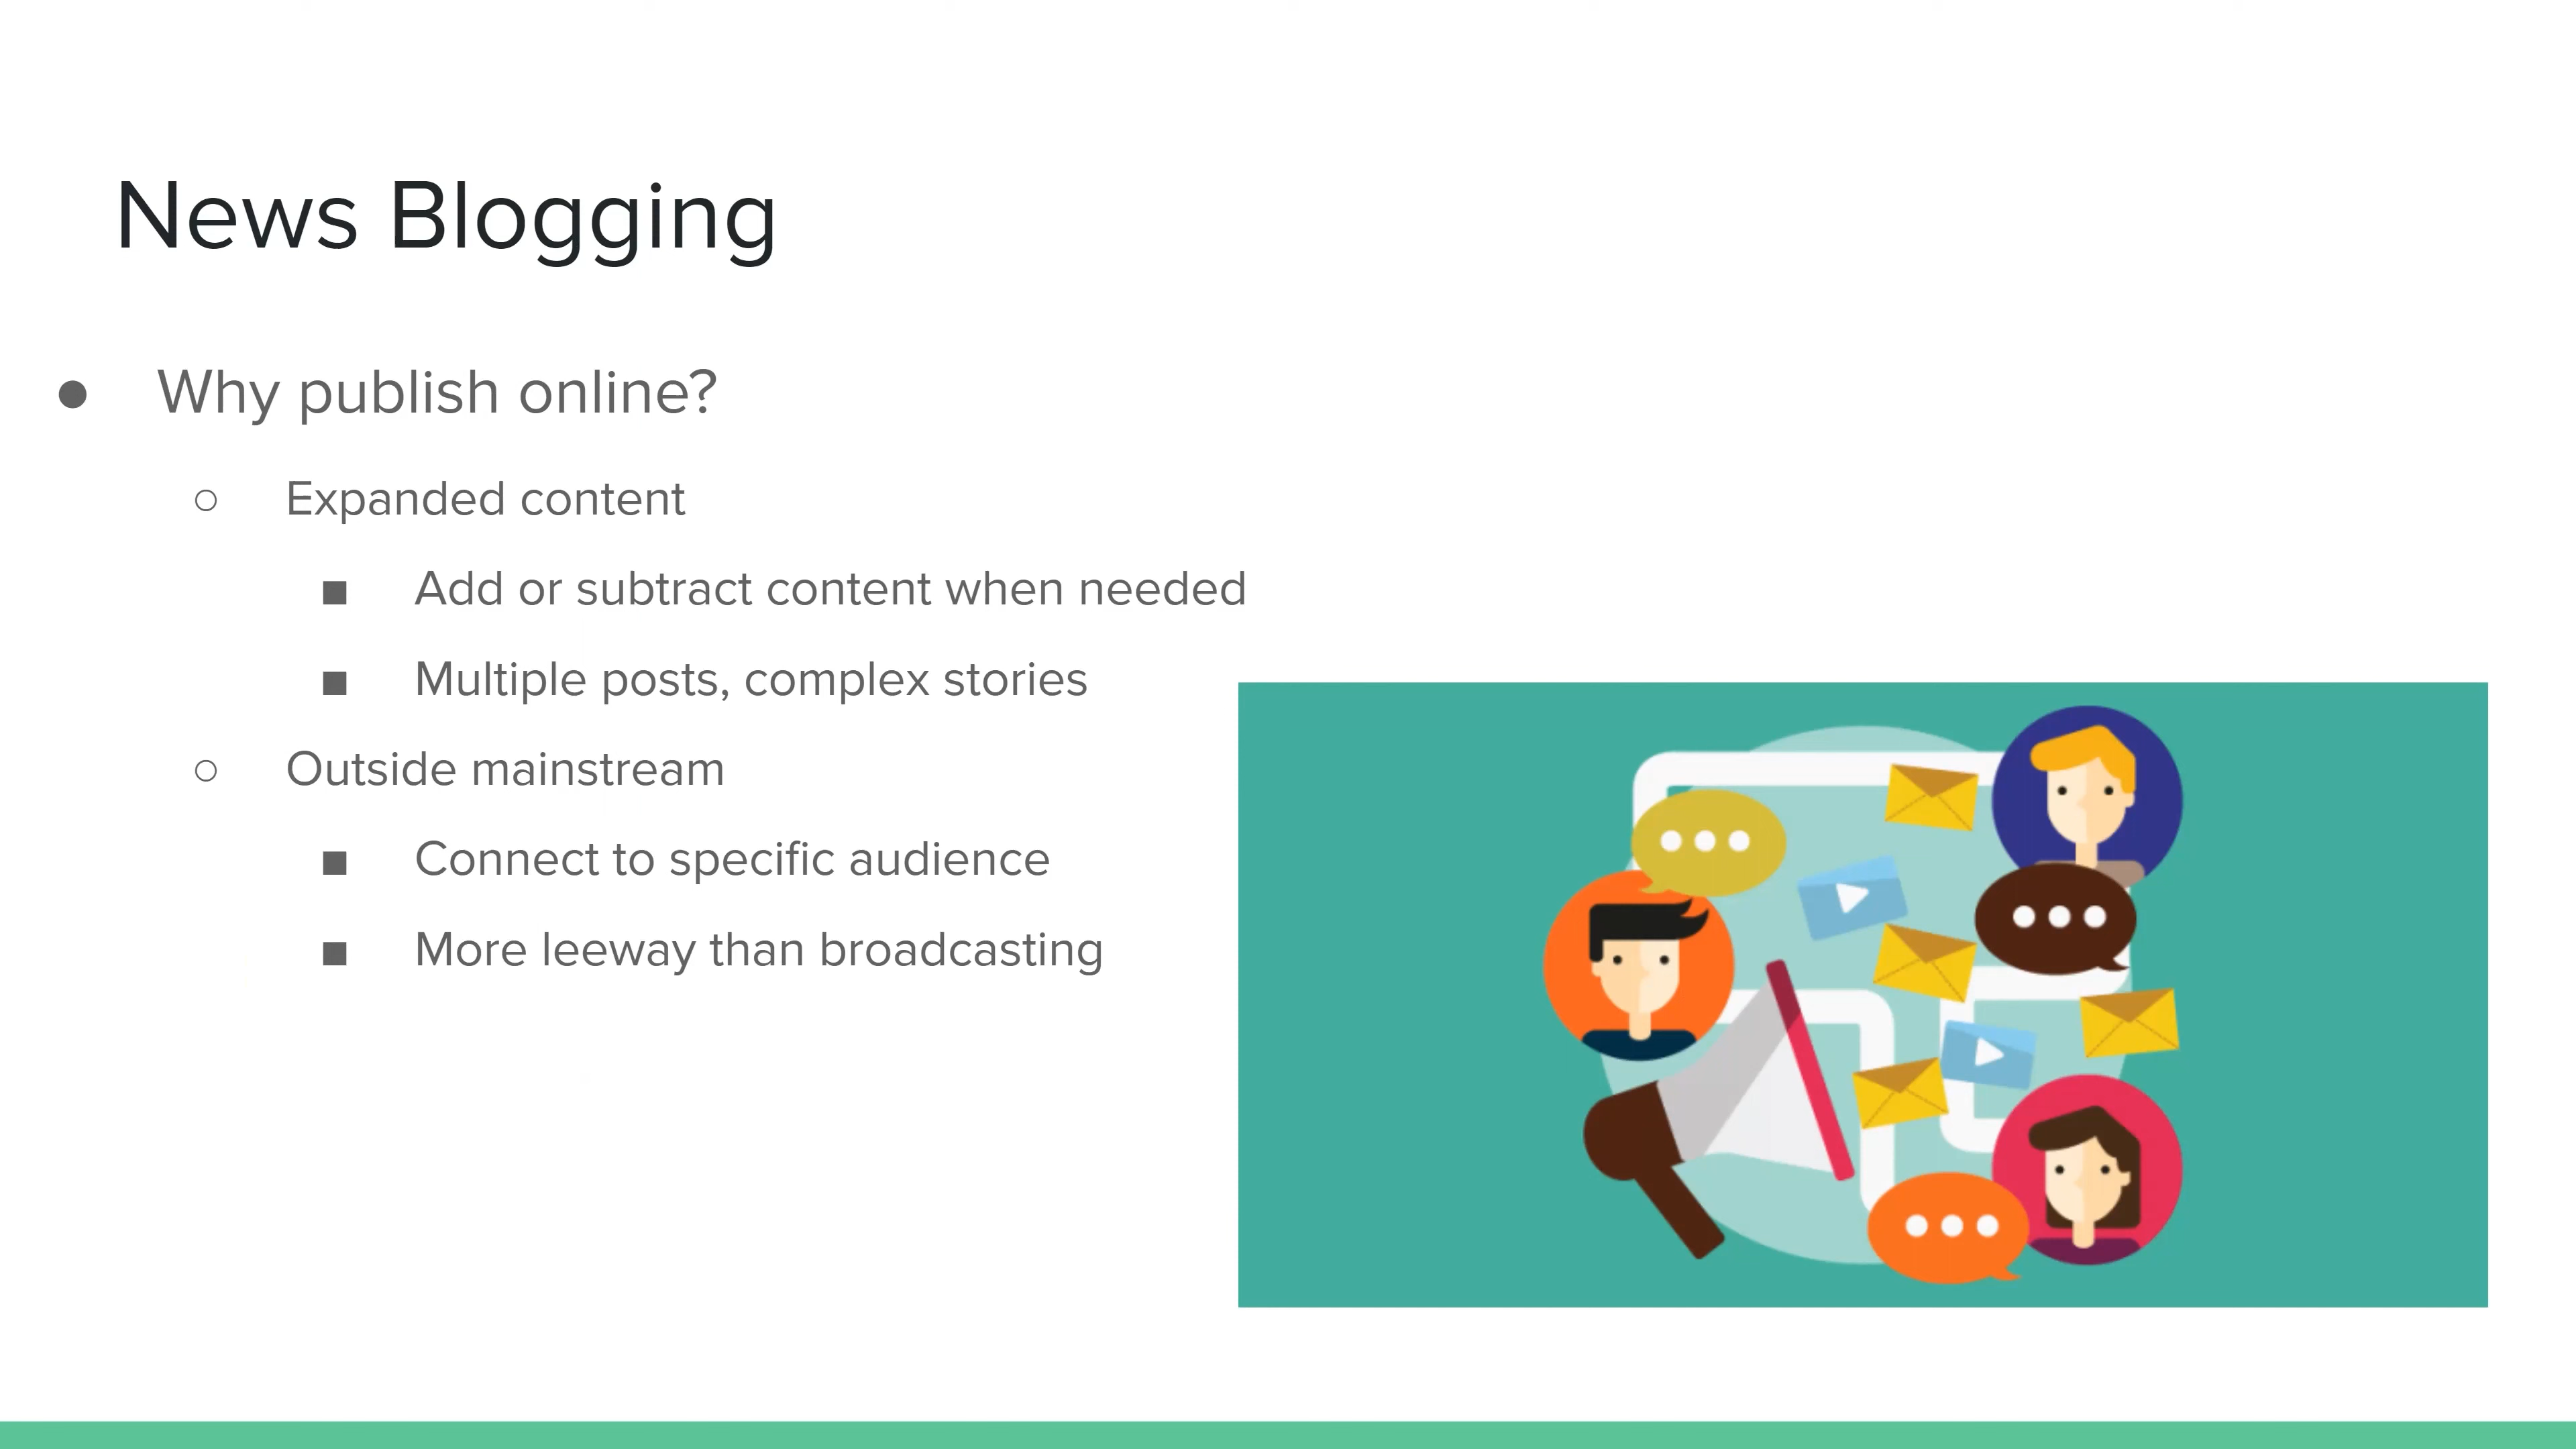 News Blogging
● Why publish online?
○ Expanded content
■ Add or subtract content when needed
■ Multiple posts, complex stories
○ Outside mainstream
■ Connect to specific audience
■ More leeway than broadcasting